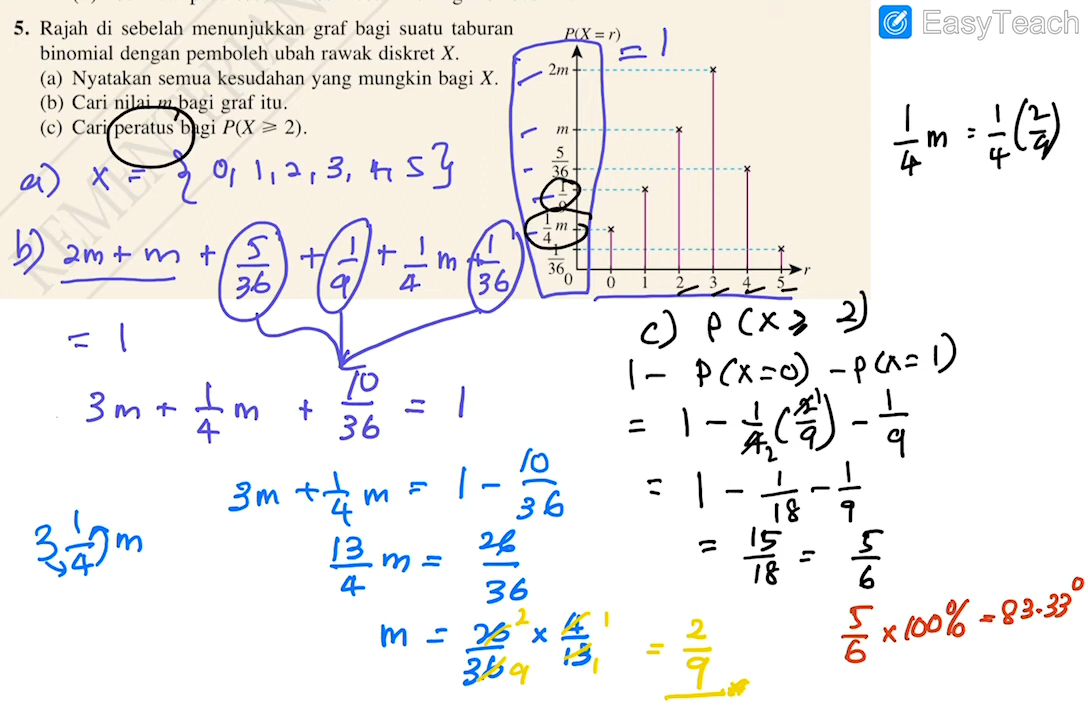 EasyTeach
5. Rajah di sebelah menunjukkan graf bagi suatu taburan
binomial dengan pemboleh ubah rawak diskret X.
(a) Nyatakan semua kesudahan yang mungkin bagi X.
(b) Cari nilai m bagi graf itu.
(c) Cari peratus bagi P(X ⩾ 2).
P(X = r)
= 1
2m
m
5/36
1/9
1/4 m
1/36
0
0 1 2 3 4 5 r
1/4 m = 1/4 (2/9)
a) X = { 0, 1, 2, 3, 4, 5 }
b) 2m + m + 5/36 + 1/9 + 1/4 m + 1/36
= 1
3m + 1/4 m + 10/36 = 1
3m + 1/4 m = 1 - 10/36
3 1/4 m
13/4 m = 26/36
m = 26/36 × 4/13 = 2/9
2 9 1 1
c) P(X ⩾ 2)
1 - P(X=0) - P(X=1)
= 1 - 1/4 (2/9) - 1/9
2 1
= 1 - 1/18 - 1/9
= 15/18 = 5/6
5/6 × 100% = 83.33°